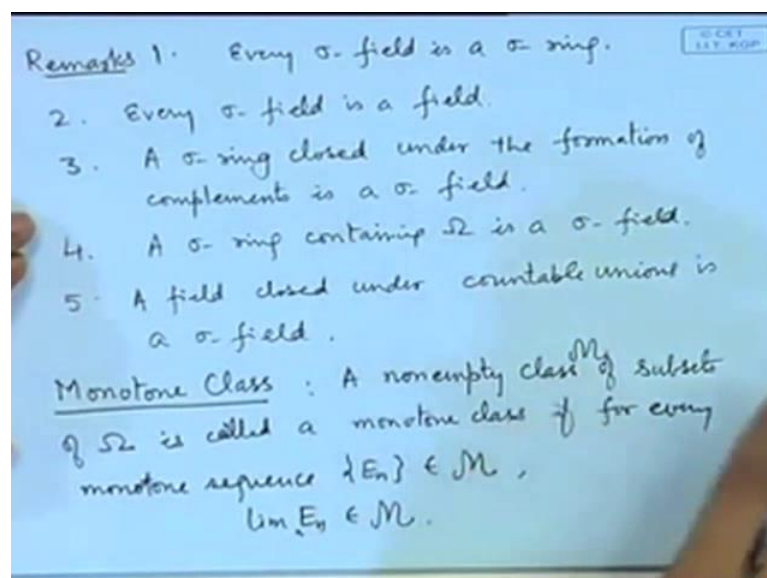 © CET
I.I.T. KGP
Remarks 1. Every σ- field is a σ- ring.
2. Every σ- field is a field.
3. A σ- ring closed under the formation of
complements is a σ- field.
4. A σ- ring containing Ω is a σ- field.
5. A field closed under countable unions is
a σ- field.
Monotone Class : A nonempty class M of subsets
of Ω is called a monotone class if for every
monotone sequence {En} ∈ M,
lim En ∈ M.